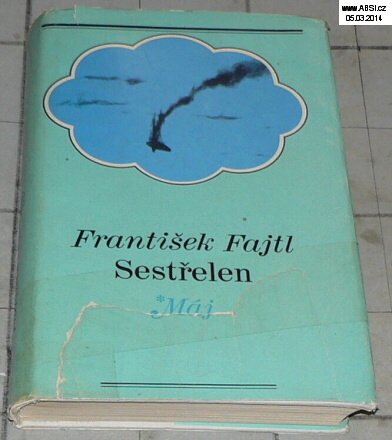 www.ABSi.cz
05.03.2014
František Fajtl
Sestřelen
*Máj